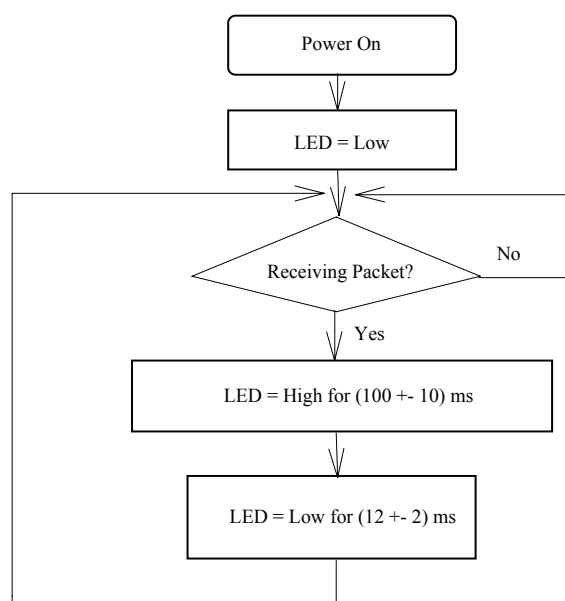 Power On
LED = Low
Receiving Packet?
No
Yes
LED = High for (100 +- 10) ms
LED = Low for (12 +- 2) ms